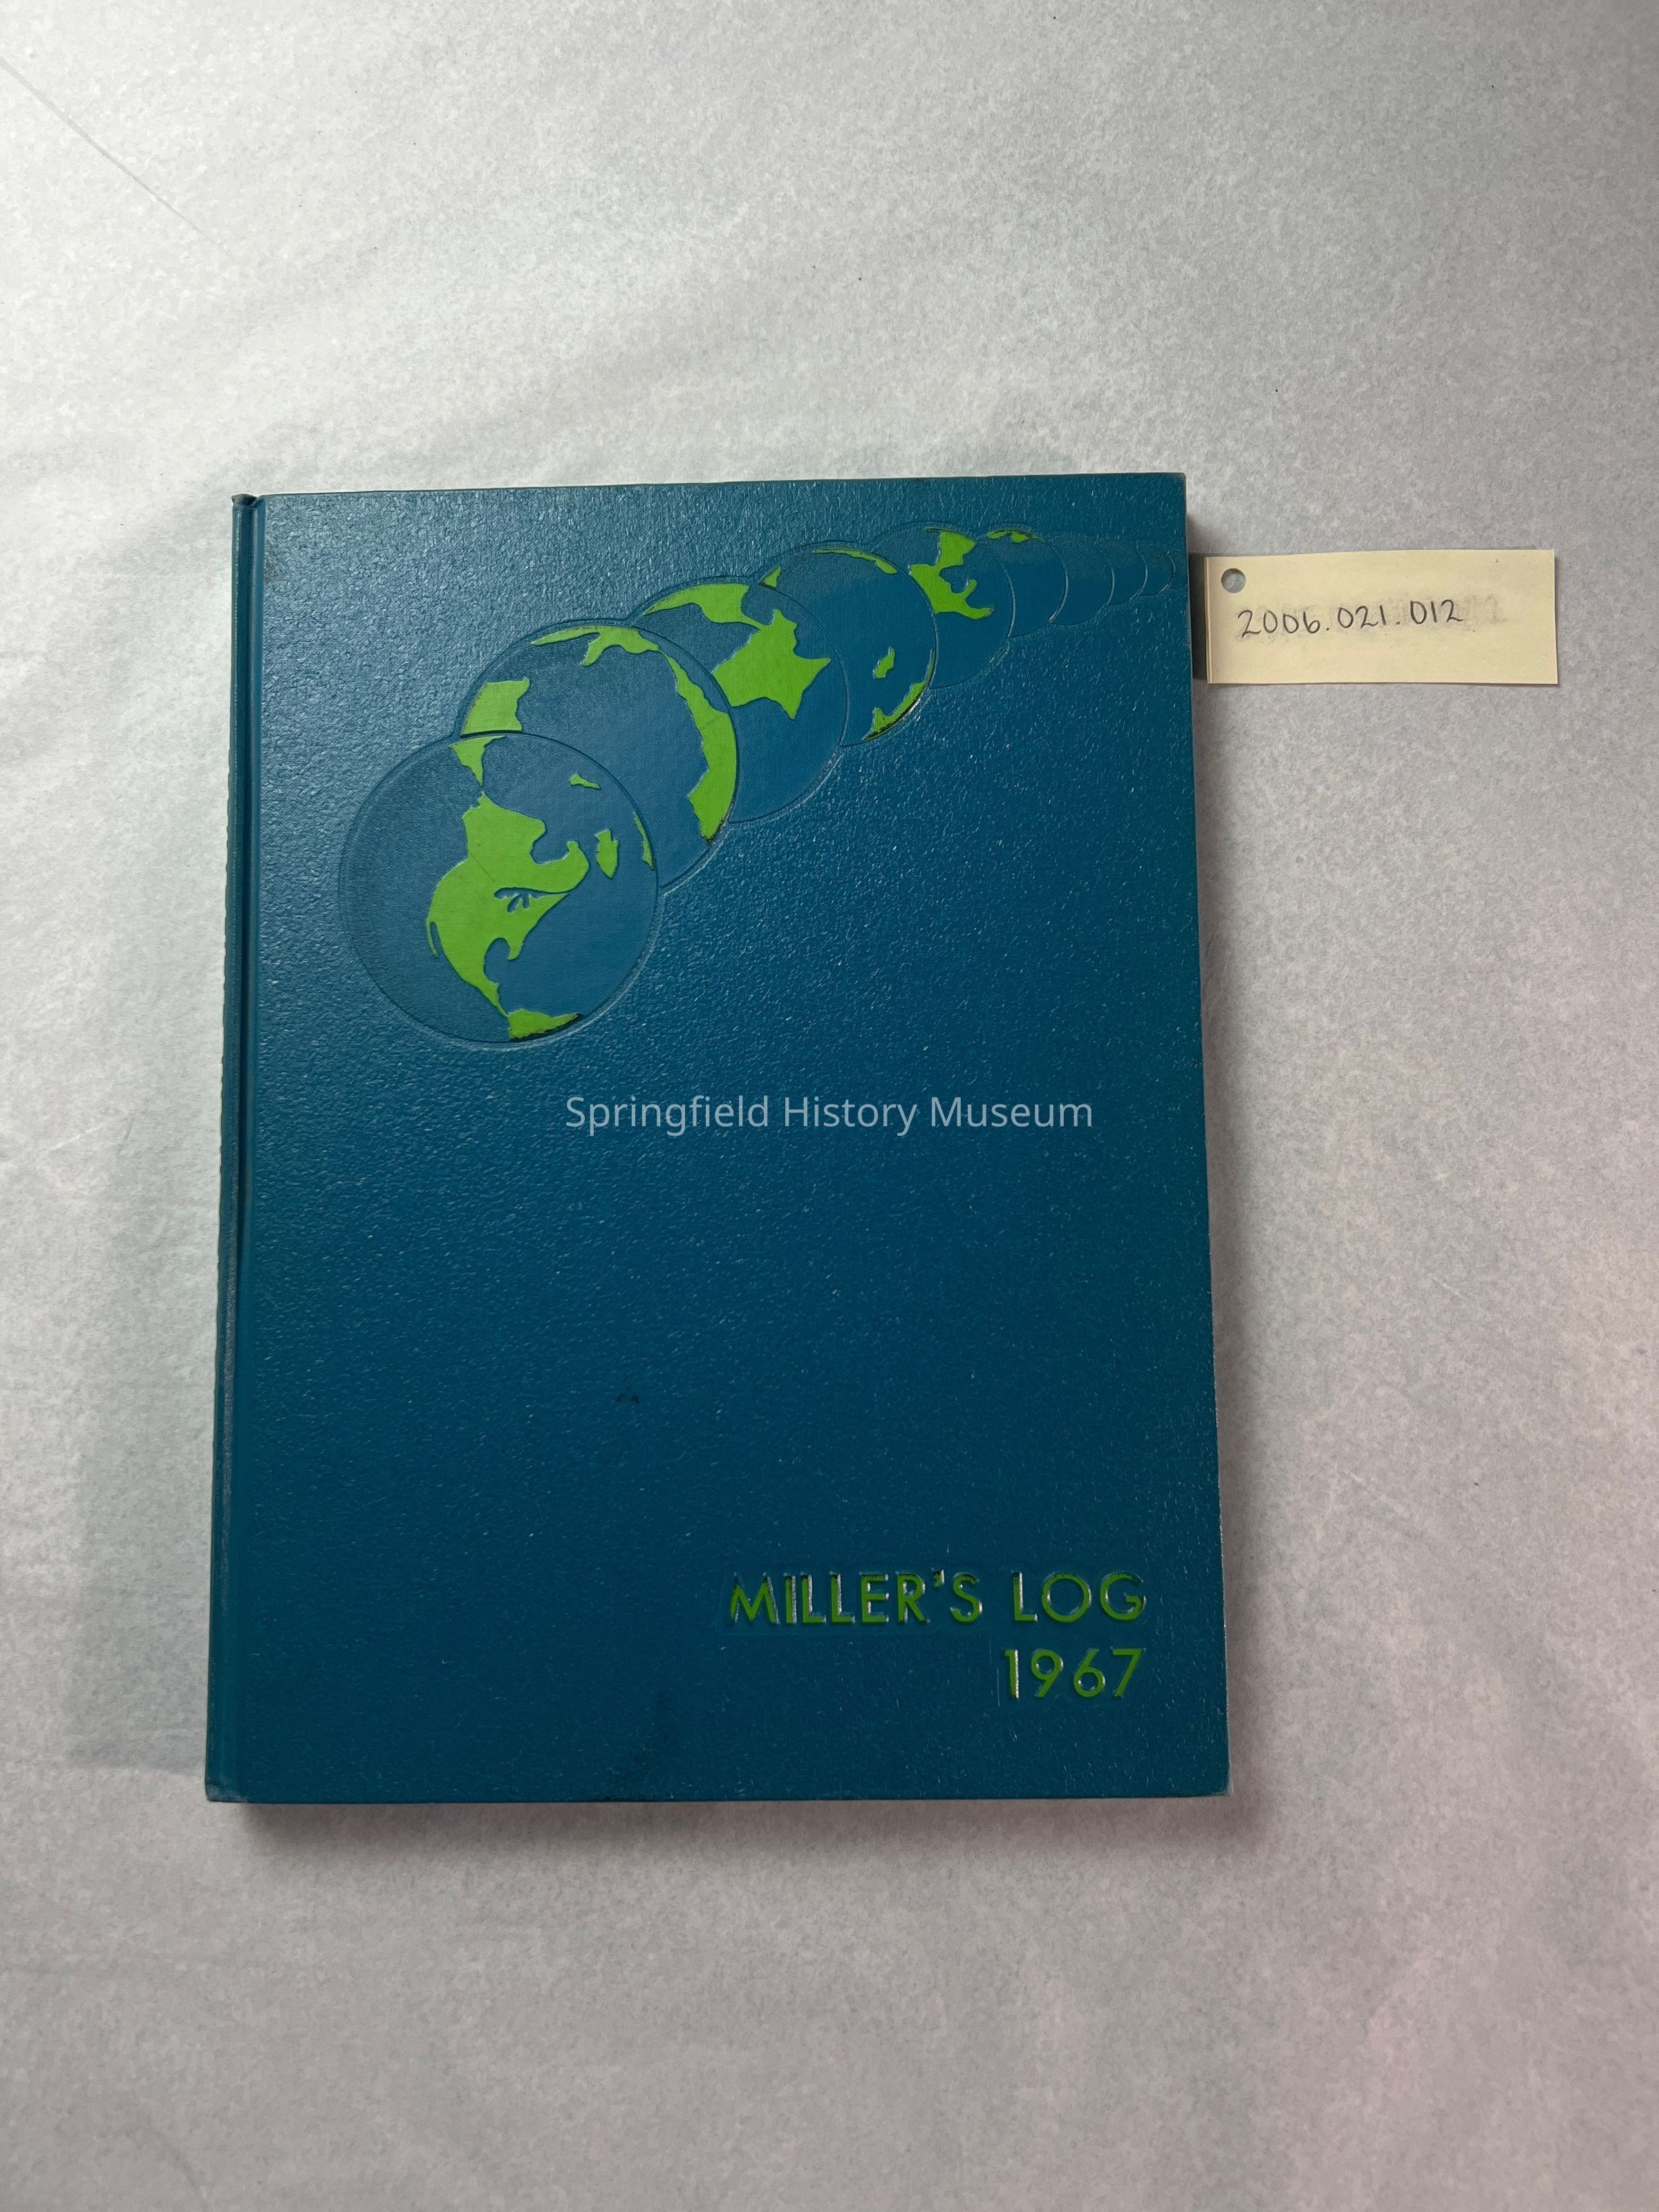 2006.021.012
Springfield History Museum
MILLER'S LOG
1967